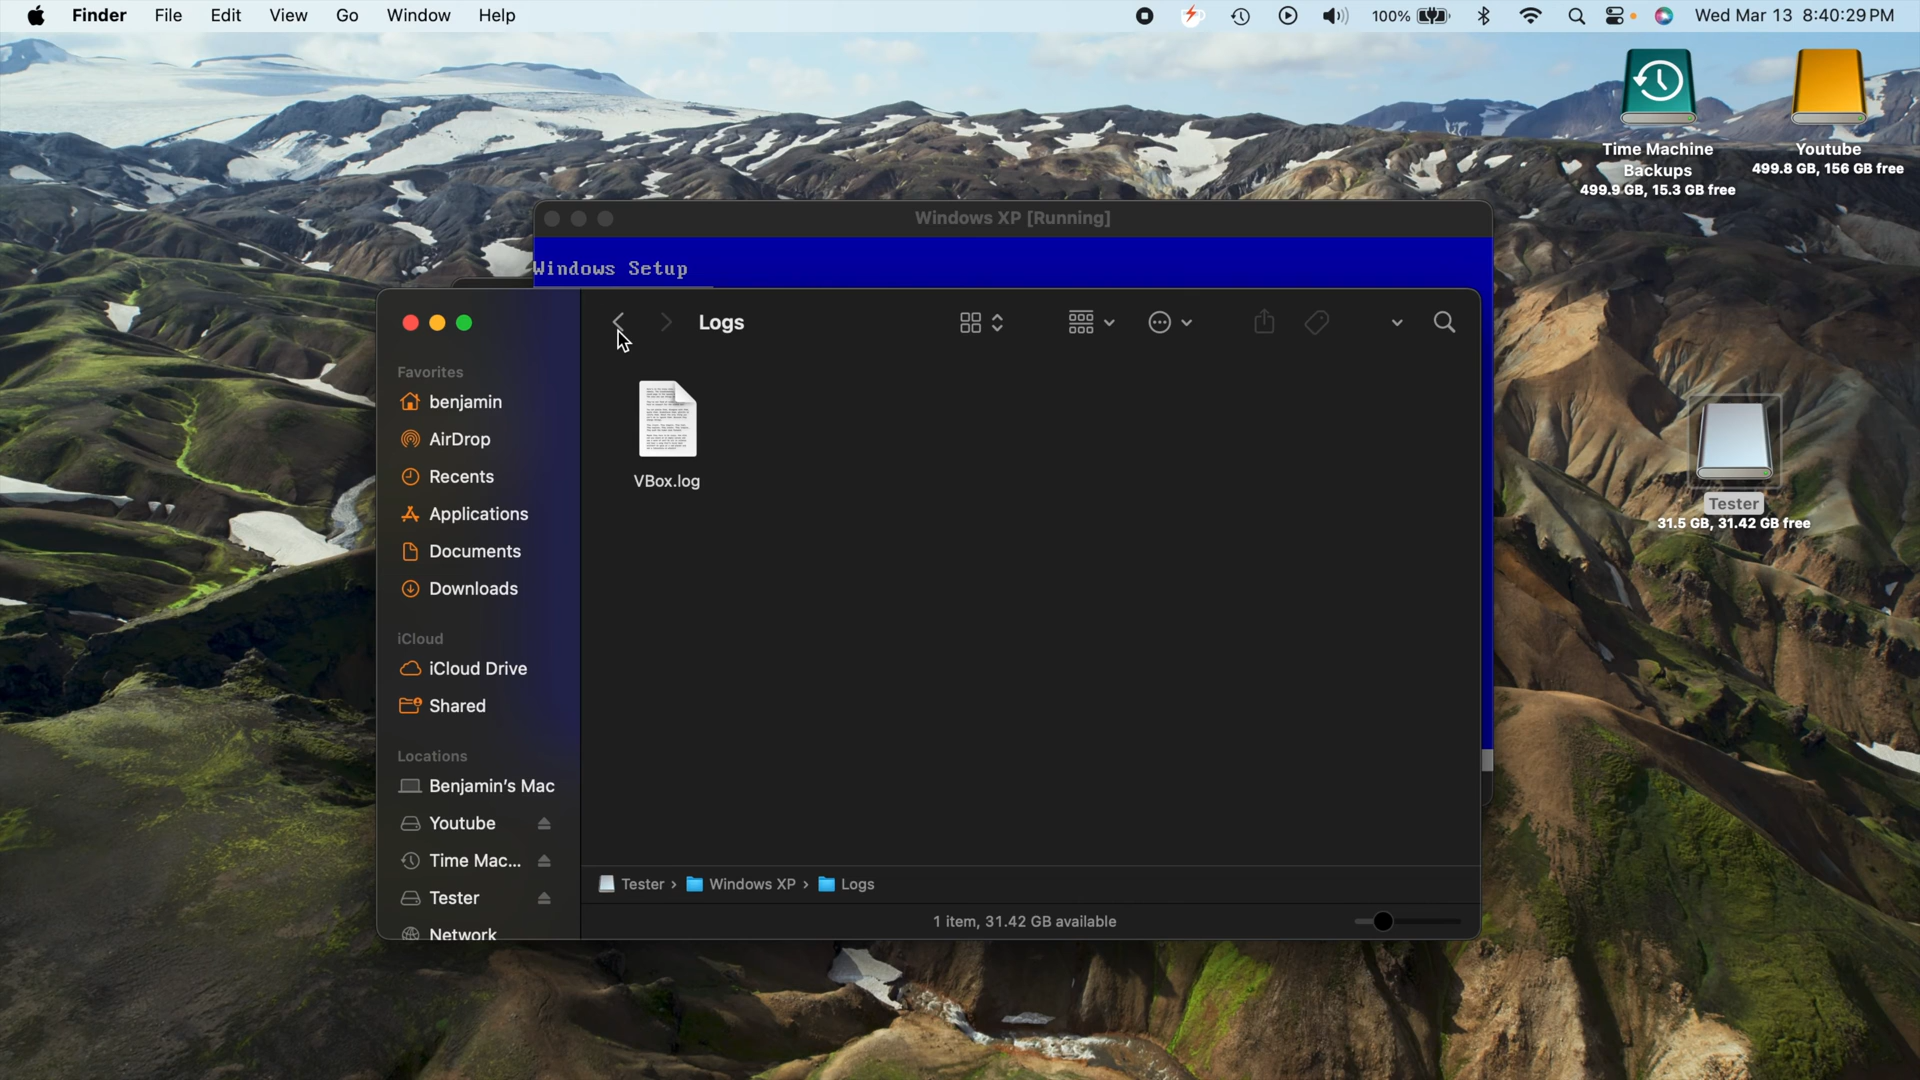 Finder File Edit View Go Window Help
100% Wed Mar 13 8:40:29 PM
Time Machine
Backups
499.9 GB, 15.3 GB free
Youtube
499.8 GB, 156 GB free
Windows XP [Running]
Windows Setup
Logs
Favorites
benjamin
AirDrop
Recents
Applications
Documents
Downloads
iCloud
iCloud Drive
Shared
Locations
Benjamin's Mac
Youtube
Time Mac...
Tester
Network
VBox.log
Tester › Windows XP › Logs
1 item, 31.42 GB available
Tester
31.5 GB, 31.42 GB free